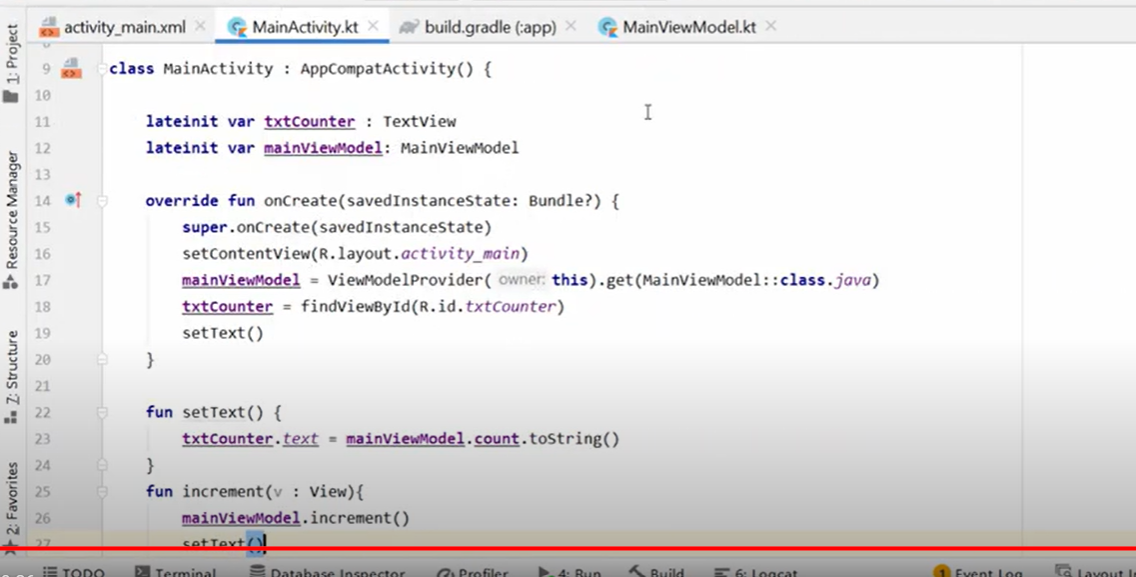 activity_main.xml × MainActivity.kt × build.gradle (:app) × MainViewModel.kt ×
1: Project
Resource Manager
Z: Structure
2: Favorites
9 class MainActivity : AppCompatActivity() {
10
11 lateinit var txtCounter : TextView
12 lateinit var mainViewModel: MainViewModel
13
14 override fun onCreate(savedInstanceState: Bundle?) {
15 super.onCreate(savedInstanceState)
16 setContentView(R.layout.activity_main)
17 mainViewModel = ViewModelProvider( owner: this).get(MainViewModel::class.java)
18 txtCounter = findViewById(R.id.txtCounter)
19 setText()
20 }
21
22 fun setText() {
23 txtCounter.text = mainViewModel.count.toString()
24 }
25 fun increment(v : View){
26 mainViewModel.increment()
27 setText()
TODO Terminal Database Inspector Profiler 4: Run Build 6: Logcat 1 Event Log Layout